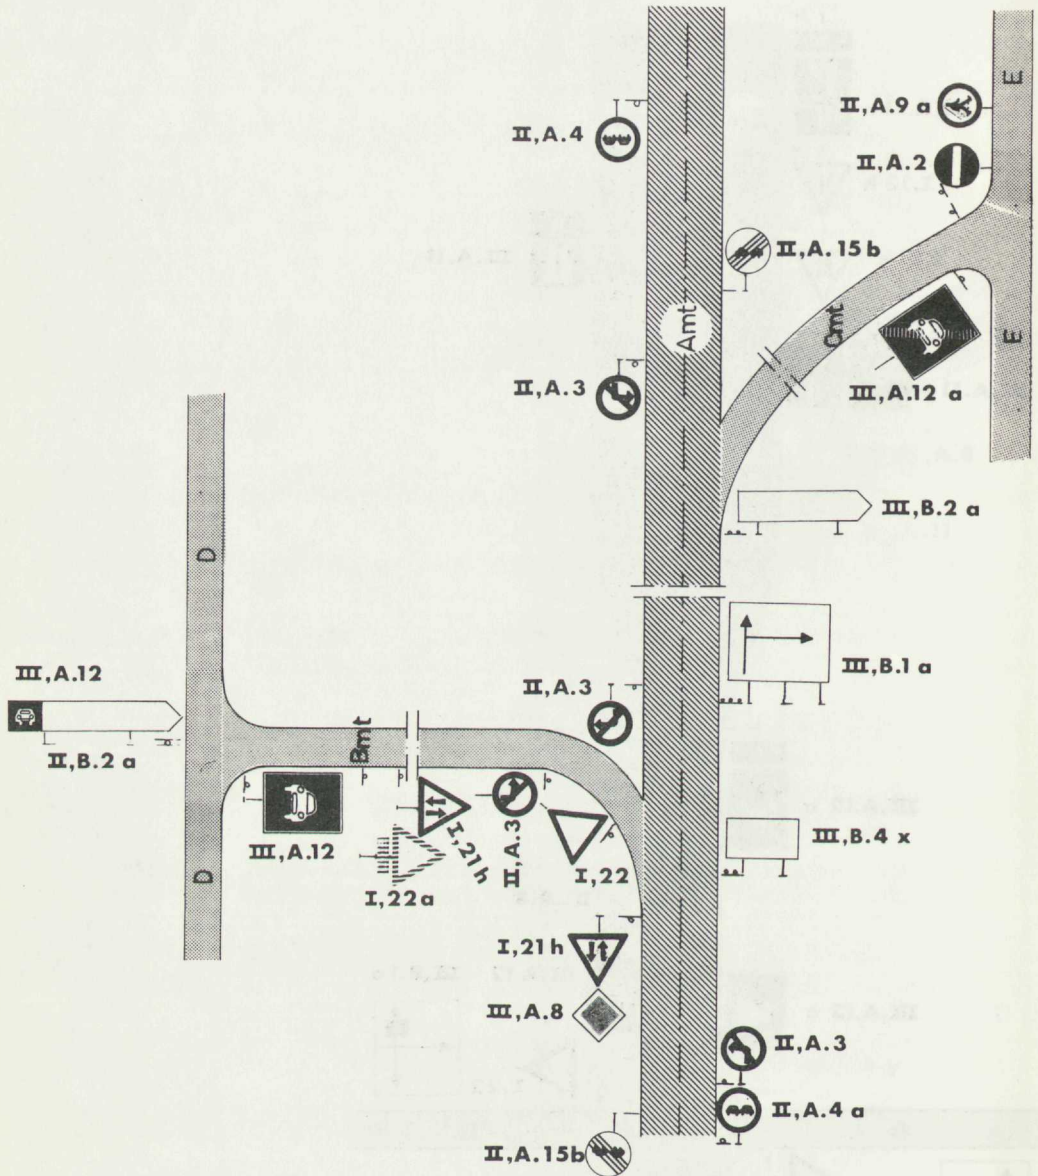 II,A.9 a
E
II,A.4
II,A.2
II,A.15 b
Amt
Cmt
E
II,A.3
III,A.12 a
D
III,B.2 a
III,A.12
II,A.3
III,B.1 a
Bmt
II,B.2 a
III,A.12
I,21h
II,A.3
III,B.4 x
D
I,22a
I,22
I,21 h
III,A.8
II,A.3
II,A.4 a
II,A.15b